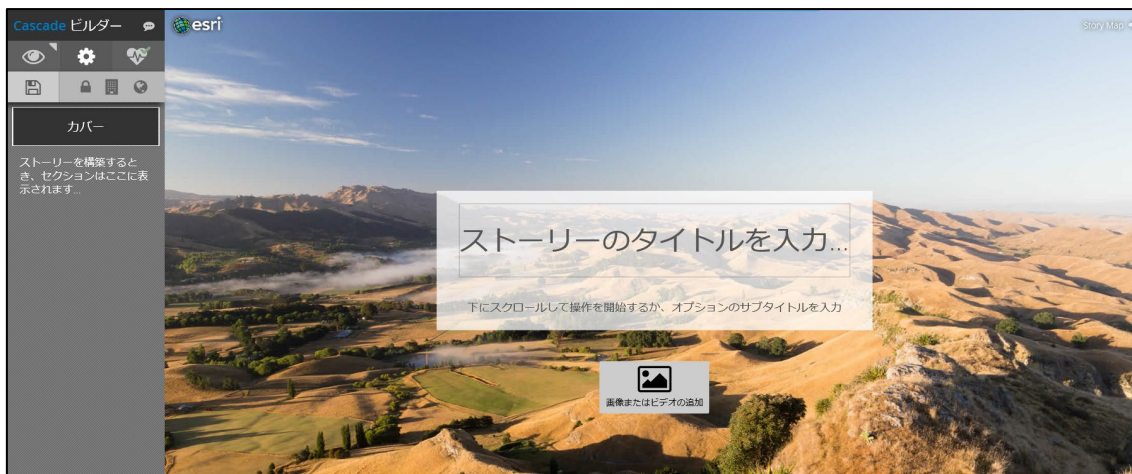 Cascade ビルダー
esri
Story Map
カバー
ストーリーを構築すると
き、セクションはここに表
示されます...
ストーリーのタイトルを入力...
下にスクロールして操作を開始するか、オプションのサブタイトルを入力
画像またはビデオの追加